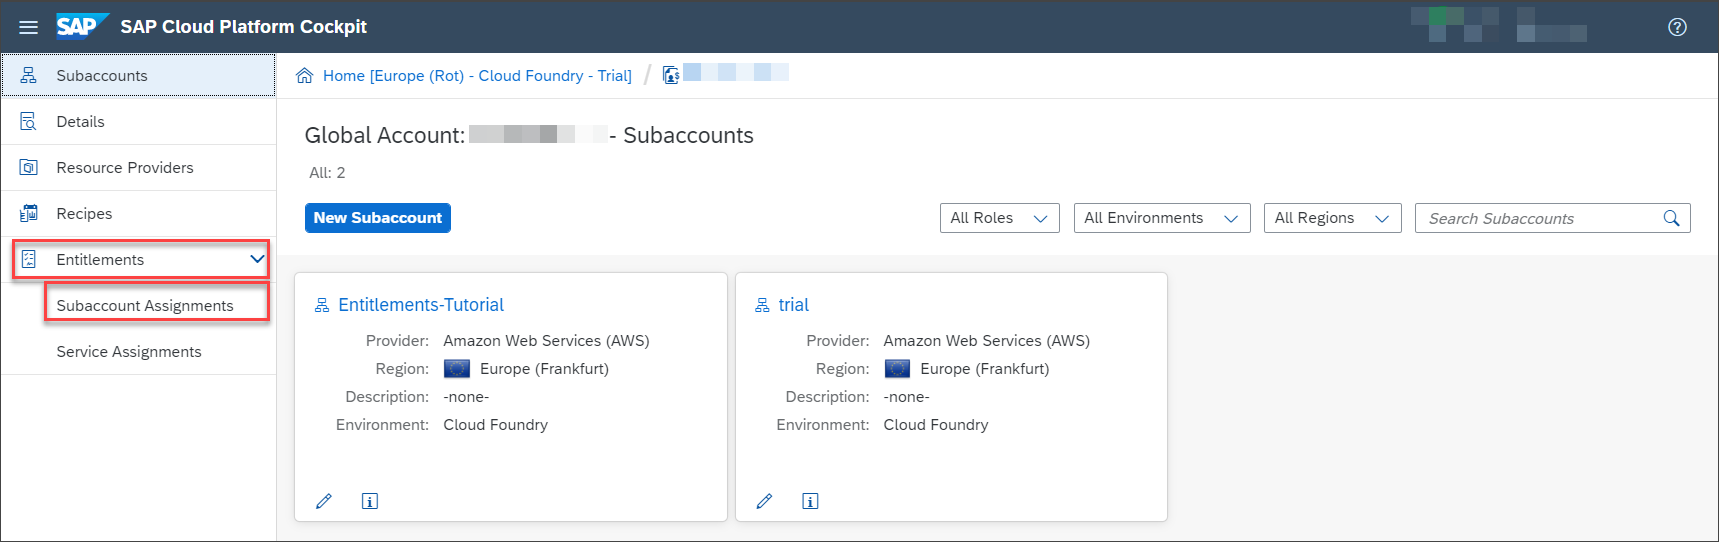 SAP SAP Cloud Platform Cockpit
Subaccounts
Details
Resource Providers
Recipes
Entitlements
Subaccount Assignments
Service Assignments
Home [Europe (Rot) - Cloud Foundry - Trial] /
Global Account: - Subaccounts
All: 2
New Subaccount
All Roles
All Environments
All Regions
Search Subaccounts
Entitlements-Tutorial
Provider: Amazon Web Services (AWS)
Region: Europe (Frankfurt)
Description: -none-
Environment: Cloud Foundry
trial
Provider: Amazon Web Services (AWS)
Region: Europe (Frankfurt)
Description: -none-
Environment: Cloud Foundry